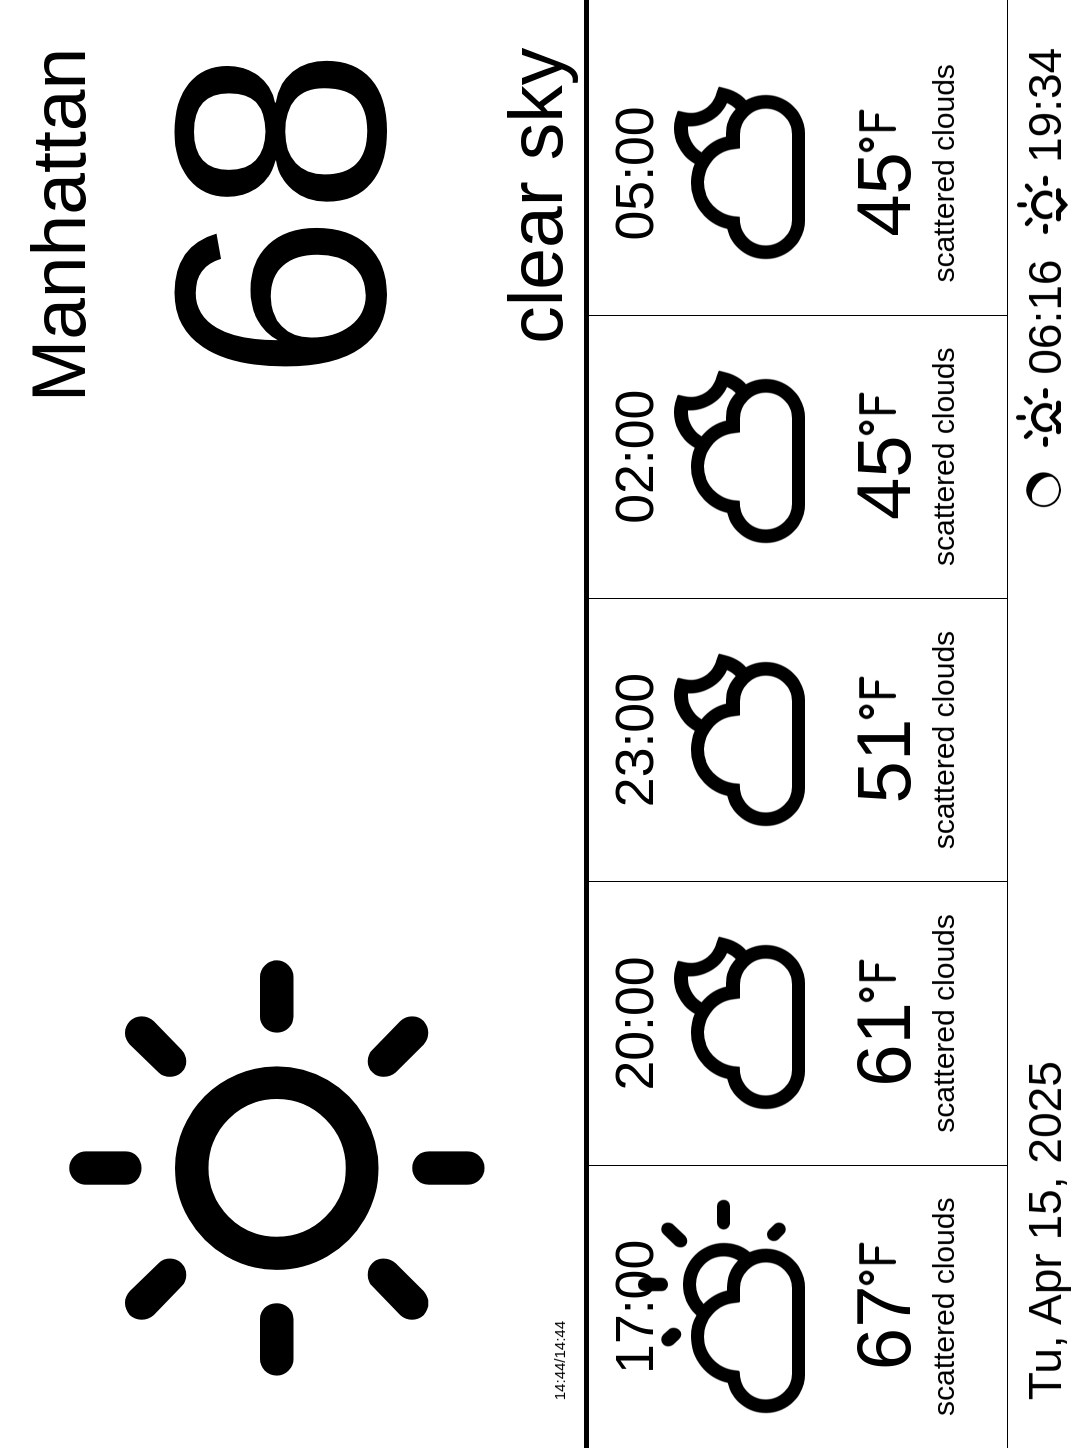 Manhattan
68
clear sky
14:44/14:44
17:00
67°F
scattered clouds
20:00
61°F
scattered clouds
23:00
51°F
scattered clouds
02:00
45°F
scattered clouds
05:00
45°F
scattered clouds
Tu, Apr 15, 2025
06:16
19:34